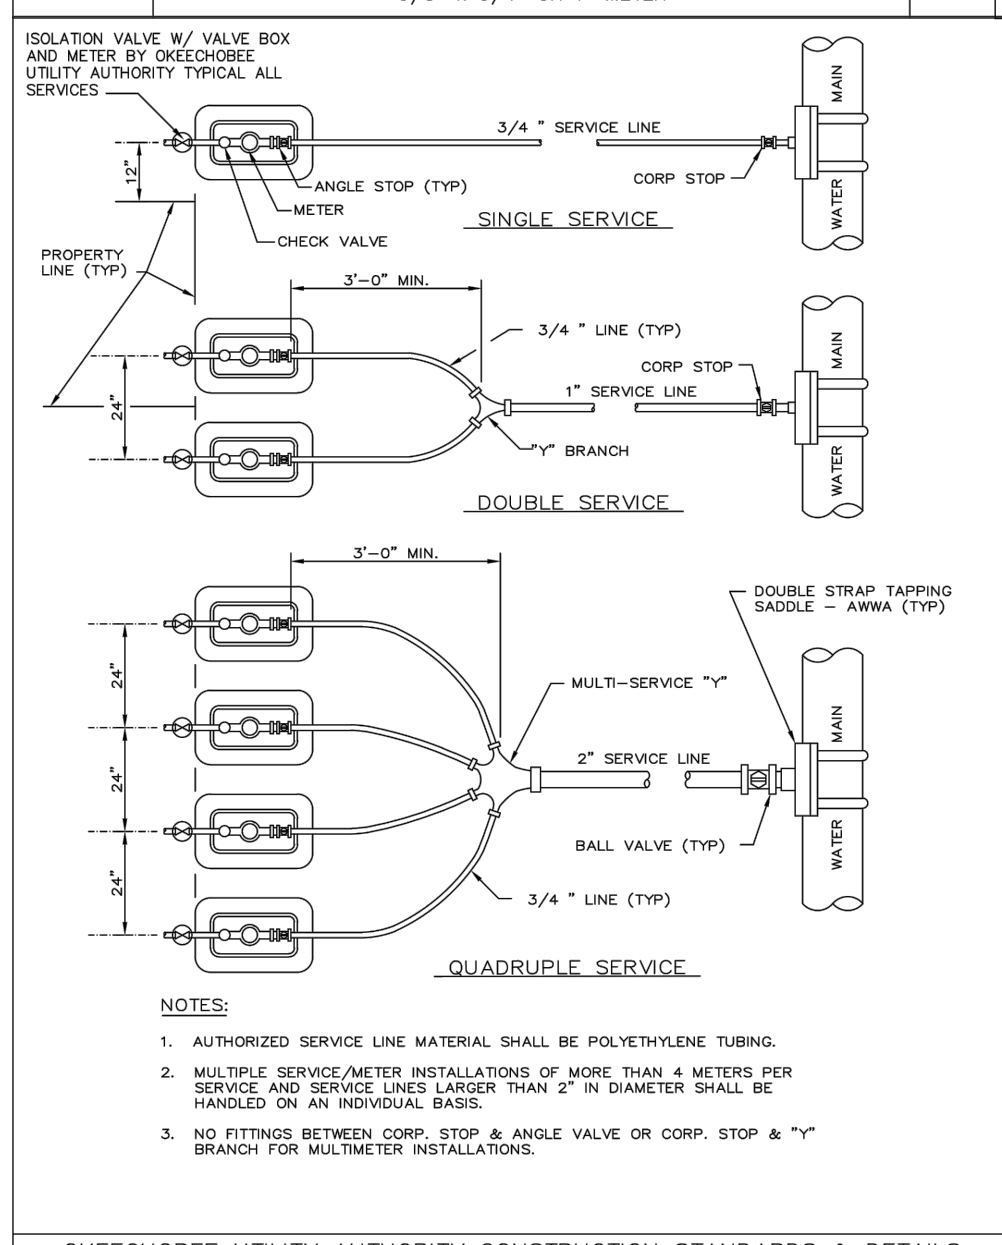 ISOLATION VALVE W/ VALVE BOX
AND METER BY OKEECHOBEE
UTILITY AUTHORITY TYPICAL ALL
SERVICES
3/4 " SERVICE LINE
MAIN
12"
ANGLE STOP (TYP)
CORP STOP
METER
WATER
SINGLE SERVICE
CHECK VALVE
PROPERTY
LINE (TYP)
3'-0" MIN.
3/4 " LINE (TYP)
MAIN
CORP STOP
1" SERVICE LINE
24"
"Y" BRANCH
WATER
DOUBLE SERVICE
3'-0" MIN.
DOUBLE STRAP TAPPING
SADDLE - AWWA (TYP)
24"
MULTI-SERVICE "Y"
MAIN
2" SERVICE LINE
24"
BALL VALVE (TYP)
WATER
24"
3/4 " LINE (TYP)
QUADRUPLE SERVICE
NOTES:
1. AUTHORIZED SERVICE LINE MATERIAL SHALL BE POLYETHYLENE TUBING.
2. MULTIPLE SERVICE/METER INSTALLATIONS OF MORE THAN 4 METERS PER
SERVICE AND SERVICE LINES LARGER THAN 2" IN DIAMETER SHALL BE
HANDLED ON AN INDIVIDUAL BASIS.
3. NO FITTINGS BETWEEN CORP. STOP & ANGLE VALVE OR CORP. STOP & "Y"
BRANCH FOR MULTIMETER INSTALLATIONS.
OKEECHOBEE UTILITY AUTHORITY CONSTRUCTION STANDARDS & DETAILS